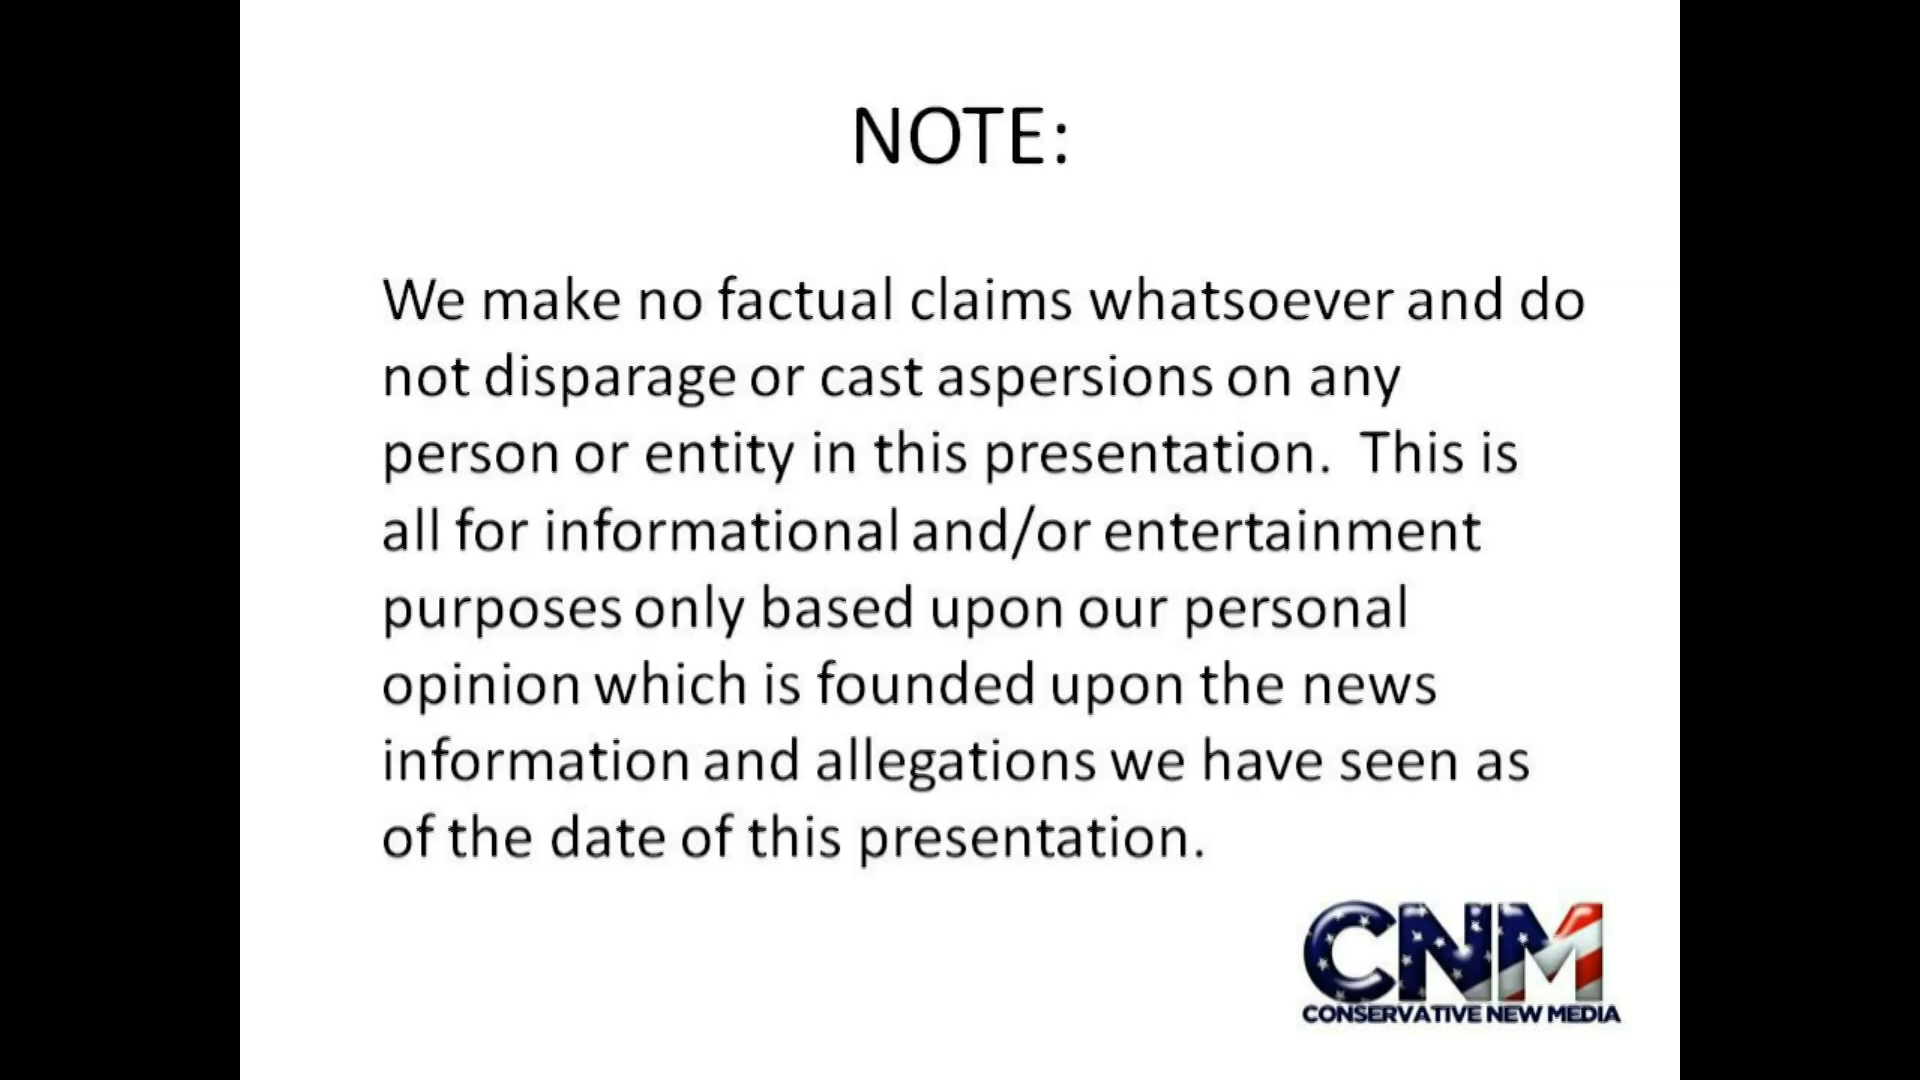 NOTE:
We make no factual claims whatsoever and do
not disparage or cast aspersions on any
person or entity in this presentation.  This is
all for informational and/or entertainment
purposes only based upon our personal
opinion which is founded upon the news
information and allegations we have seen as
of the date of this presentation.
CNM
CONSERVATIVE NEW MEDIA